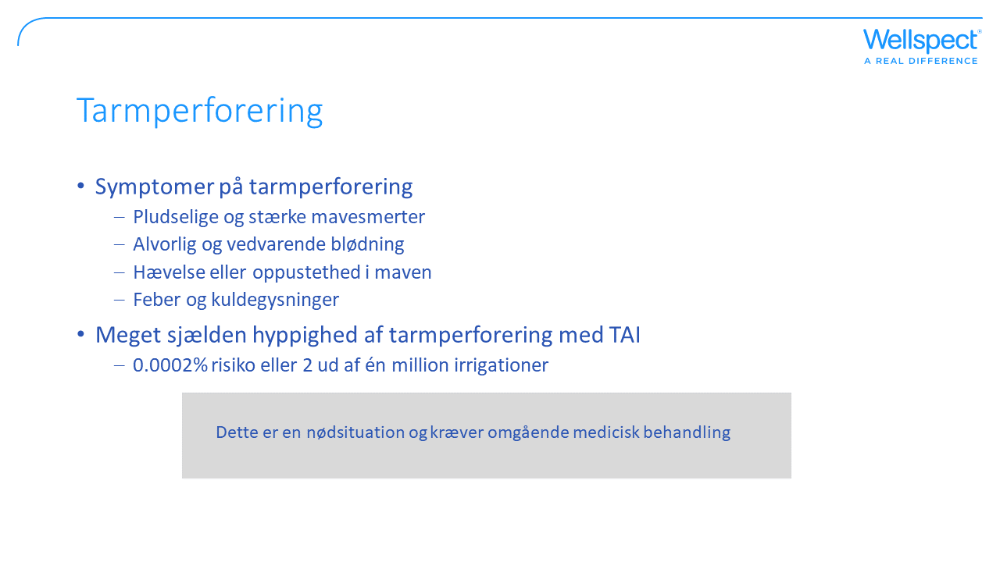 Wellspect®
A REAL DIFFERENCE
Tarmperforering
• Symptomer på tarmperforering
– Pludselige og stærke mavesmerter
– Alvorlig og vedvarende blødning
– Hævelse eller oppustethed i maven
– Feber og kuldegysninger
• Meget sjælden hyppighed af tarmperforering med TAI
– 0.0002% risiko eller 2 ud af én million irrigationer
Dette er en nødsituation og kræver omgående medicisk behandling